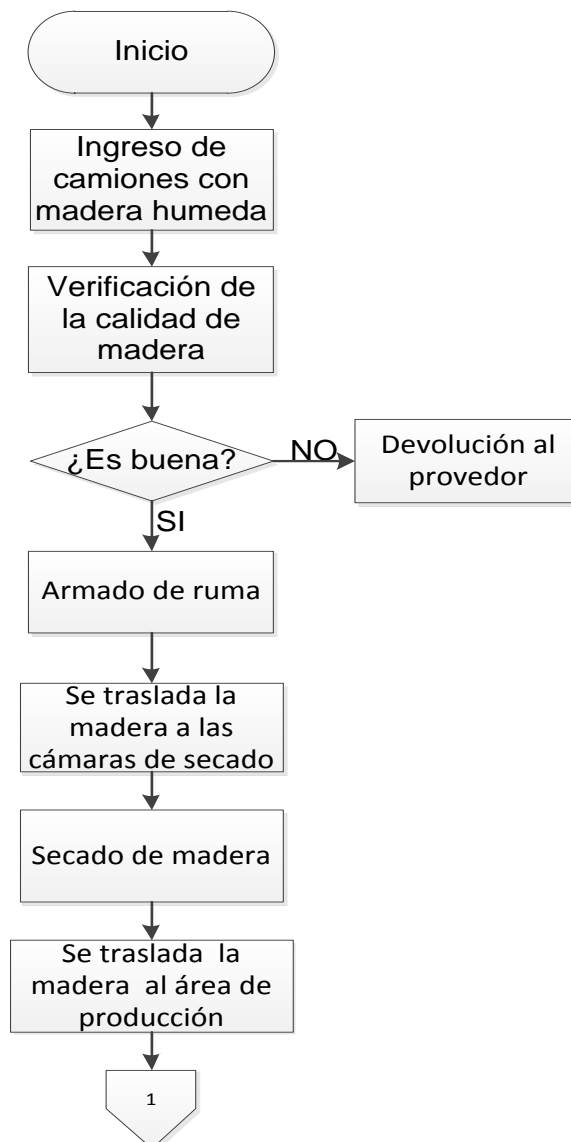 Inicio
Ingreso de
camiones con
madera humeda
Verificación de
la calidad de
madera
¿Es buena?
NO
Devolución al
provedor
SI
Armado de ruma
Se traslada la
madera a las
cámaras de secado
Secado de madera
Se traslada la
madera al área de
producción
1